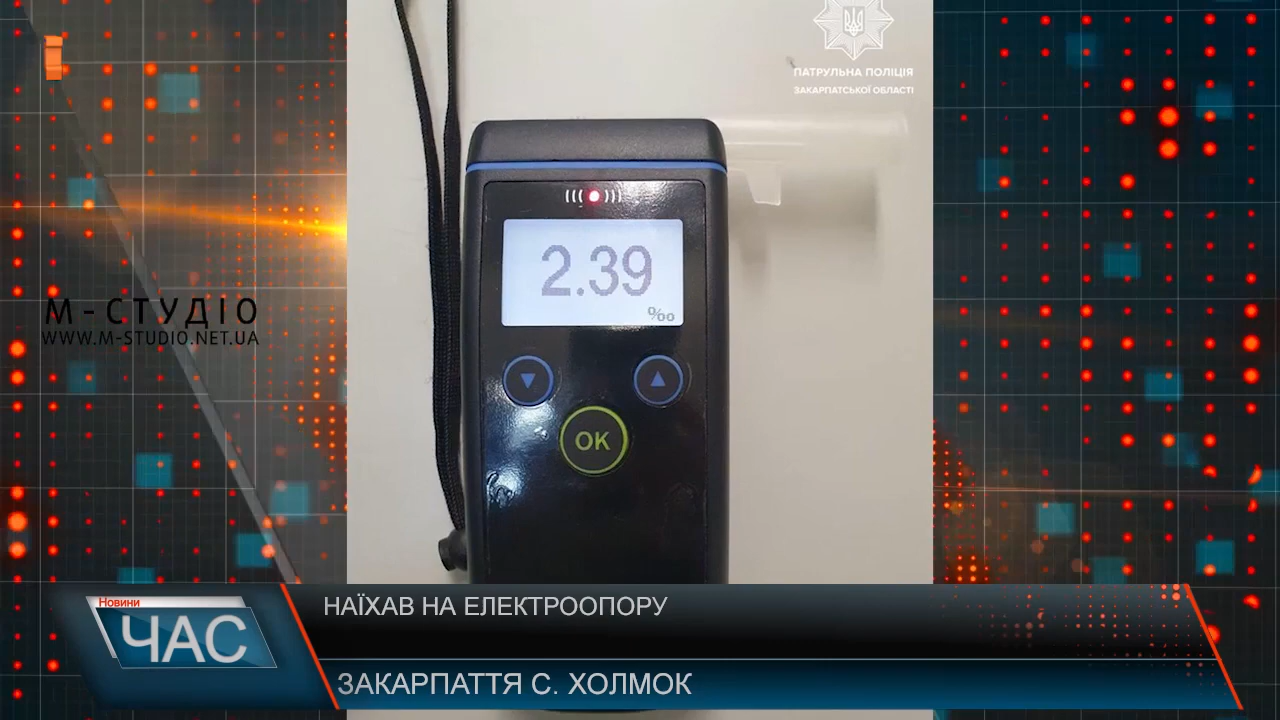 ПАТРУЛЬНА ПОЛІЦІЯ
ЗАКАРПАТСЬКОЇ ОБЛАСТІ
2.39
‰
OK
М-СТУДІО
WWW.M-STUDIO.NET.UA
Новини
ЧАС
НАЇХАВ НА ЕЛЕКТРООПОРУ
ЗАКАРПАТТЯ С. ХОЛМОК